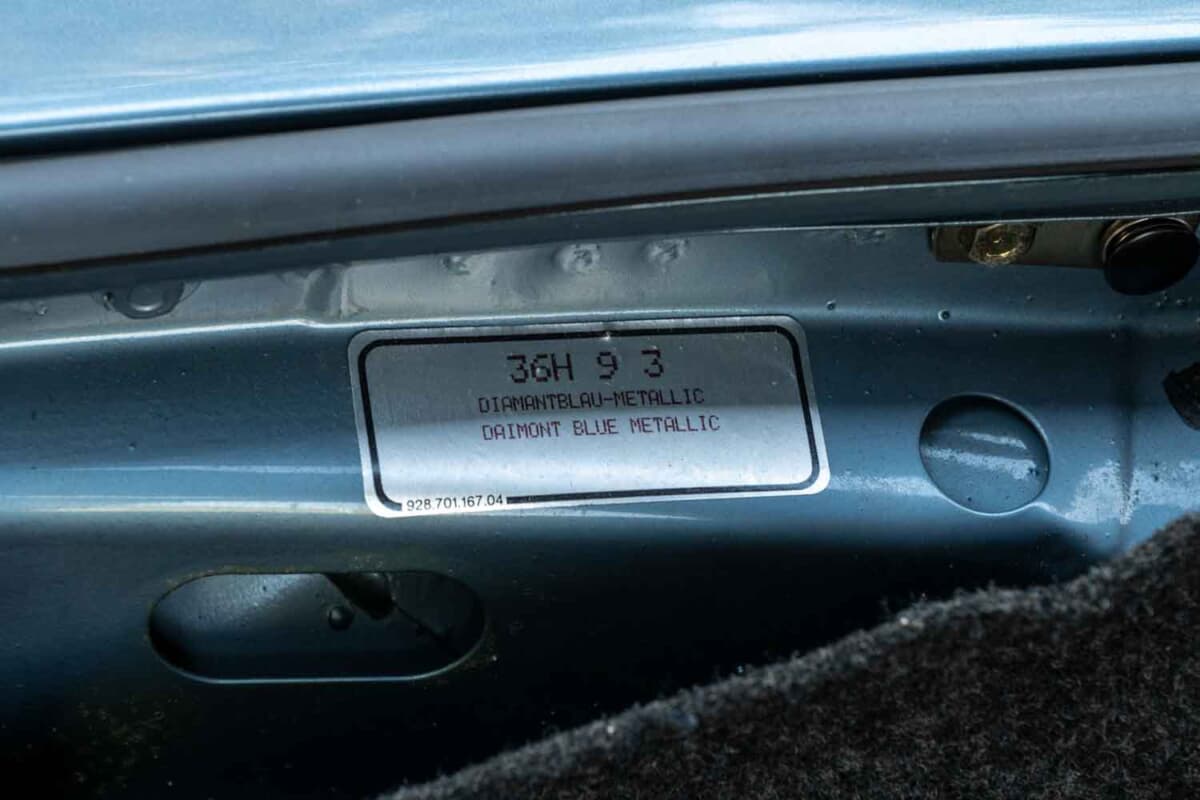 36H 9 3
DIAMANTBLAU-METALLIC
DAIMONT BLUE METALLIC
928.701.167.04